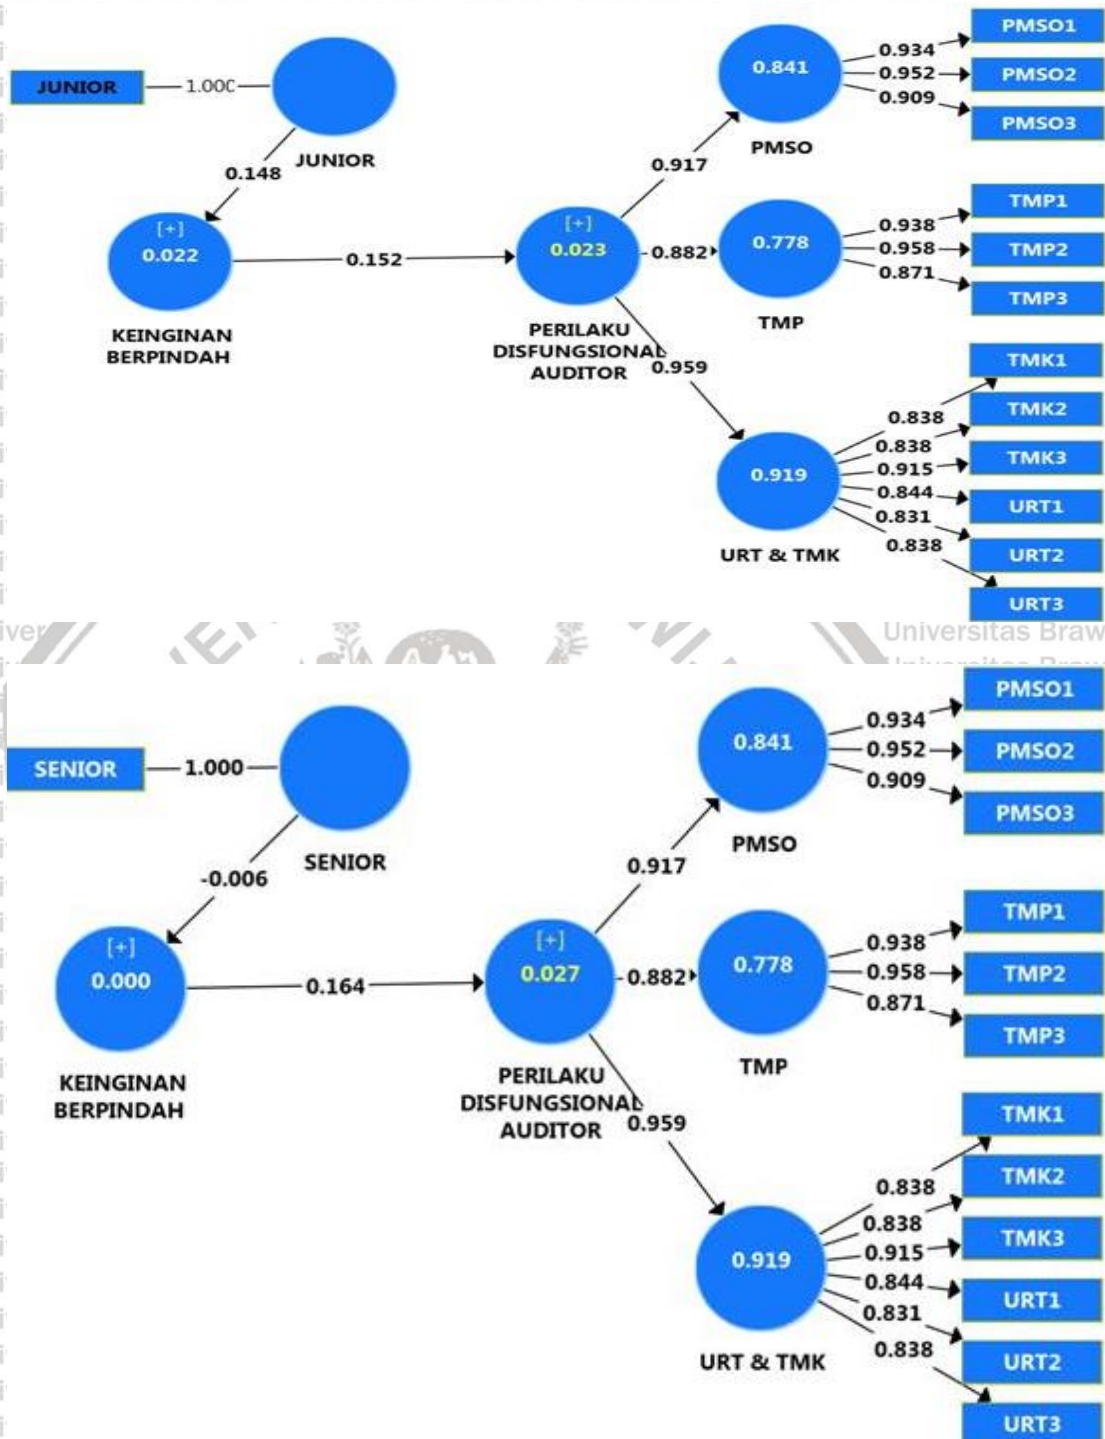 JUNIOR
1.000
JUNIOR
0.148
[+]
0.022
KEINGINAN
BERPINDAH
0.152
[+]
0.023
PERILAKU
DISFUNGSIONAL
AUDITOR
0.917
0.882
0.959
0.841
PMSO
0.934
0.952
0.909
PMSO1
PMSO2
PMSO3
0.778
TMP
0.938
0.958
0.871
TMP1
TMP2
TMP3
0.919
URT & TMK
0.838
0.838
0.915
0.844
0.831
0.838
TMK1
TMK2
TMK3
URT1
URT2
URT3
Universitas Braw
SENIOR
1.000
SENIOR
-0.006
[+]
0.000
KEINGINAN
BERPINDAH
0.164
[+]
0.027
PERILAKU
DISFUNGSIONAL
AUDITOR
0.917
0.882
0.959
0.841
PMSO
0.934
0.952
0.909
PMSO1
PMSO2
PMSO3
0.778
TMP
0.938
0.958
0.871
TMP1
TMP2
TMP3
0.919
URT & TMK
0.838
0.838
0.915
0.844
0.831
0.838
TMK1
TMK2
TMK3
URT1
URT2
URT3